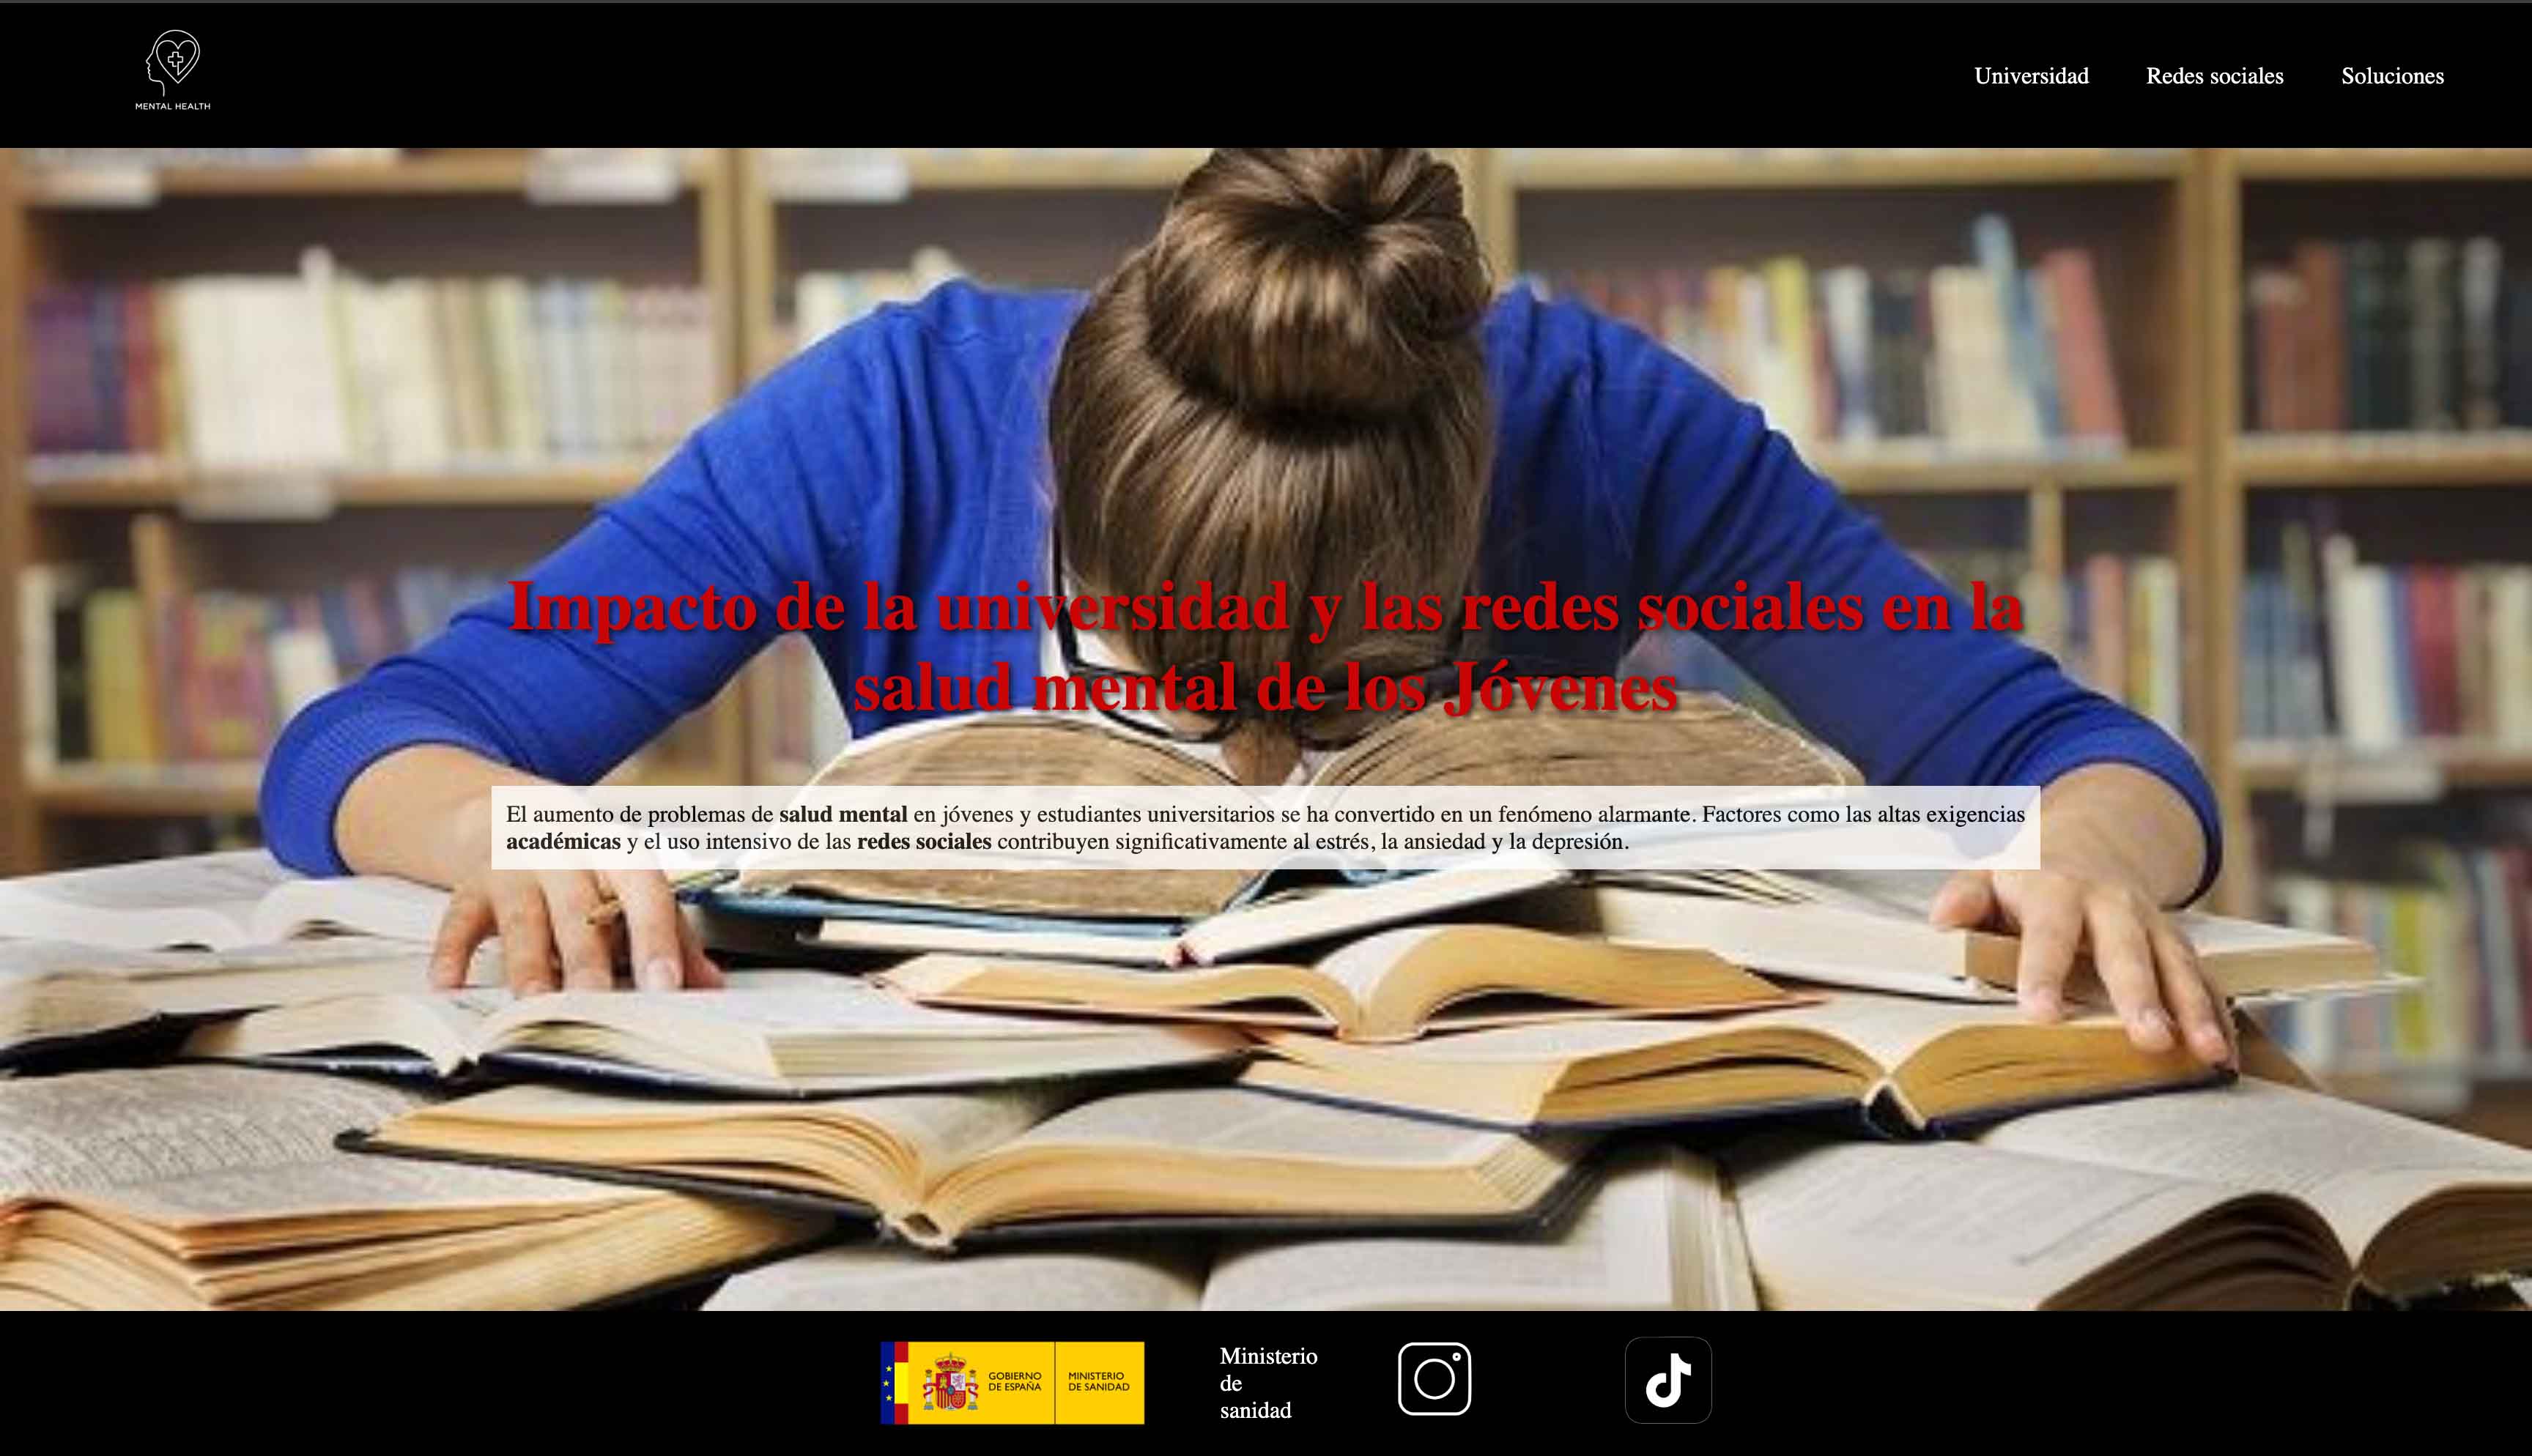 MENTAL HEALTH
Universidad
Redes sociales
Soluciones
Impacto de la universidad y las redes sociales en la
salud mental de los Jóvenes
El aumento de problemas de salud mental en jóvenes y estudiantes universitarios se ha convertido en un fenómeno alarmante. Factores como las altas exigencias
académicas y el uso intensivo de las redes sociales contribuyen significativamente al estrés, la ansiedad y la depresión.
GOBIERNO
DE ESPAÑA
MINISTERIO
DE SANIDAD
Ministerio
de
sanidad